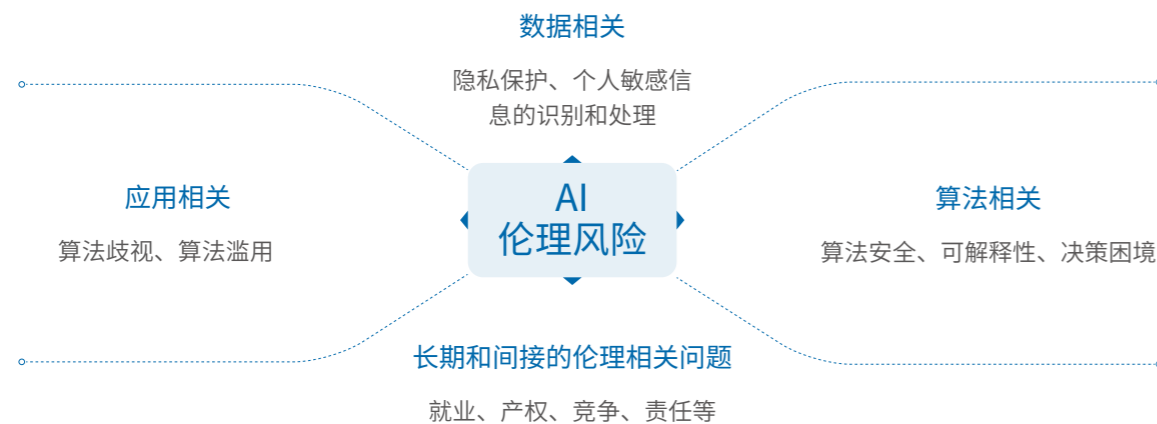 数据相关
隐私保护、个人敏感信
息的识别和处理
应用相关
算法歧视、算法滥用
AI
伦理风险
算法相关
算法安全、可解释性、决策困境
长期和间接的伦理相关问题
就业、产权、竞争、责任等